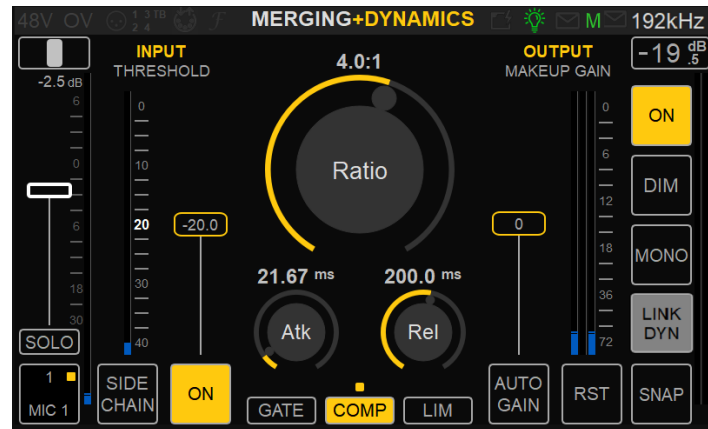 48V OV 1 3 TB 2 4 F MERGING+DYNAMICS M 192kHz
-19 .5 dB
-2.5 dB
INPUT
THRESHOLD
4.0:1
OUTPUT
MAKEUP GAIN
6
0
6
18
30
0
10
20
30
40
-20.0
Ratio
21.67 ms
200.0 ms
Atk
Rel
0
0
6
12
18
36
72
ON
DIM
MONO
LINK
DYN
SOLO
1
MIC 1
SIDE
CHAIN
ON
GATE
COMP
LIM
AUTO
GAIN
RST
SNAP